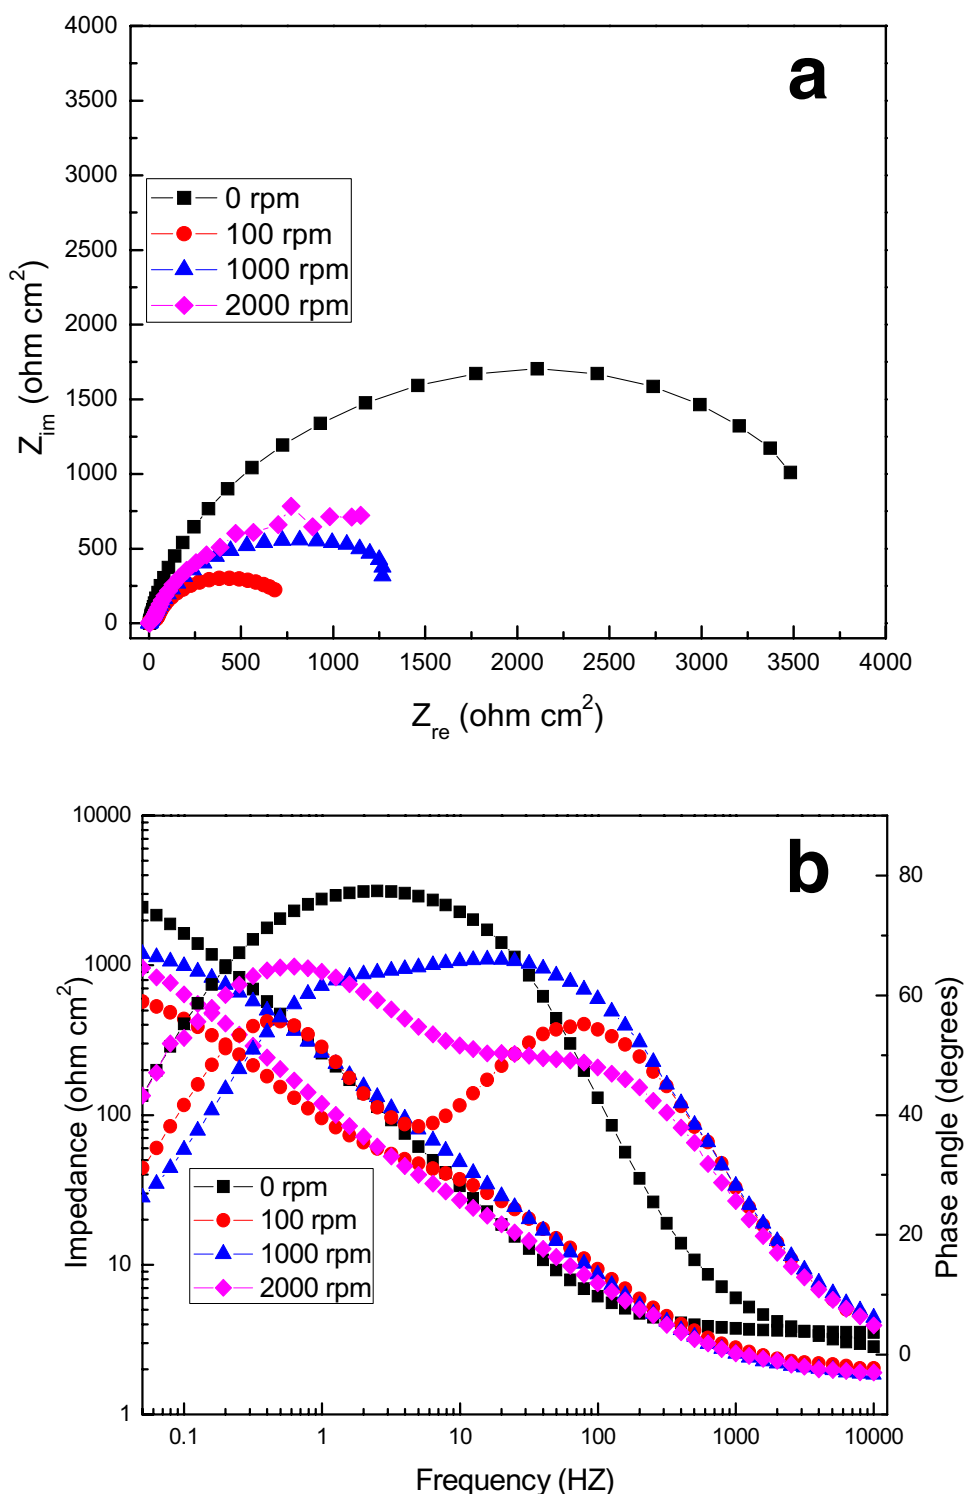 a
4000
3500
3000
2500
2000
1500
1000
500
0
Z_im (ohm cm²)
0 rpm
100 rpm
1000 rpm
2000 rpm
0 500 1000 1500 2000 2500 3000 3500 4000
Z_re (ohm cm²)
b
10000
1000
100
10
1
Impedance (ohm cm²)
80
60
40
20
0
Phase angle (degrees)
0 rpm
100 rpm
1000 rpm
2000 rpm
0.1 1 10 100 1000 10000
Frequency (HZ)